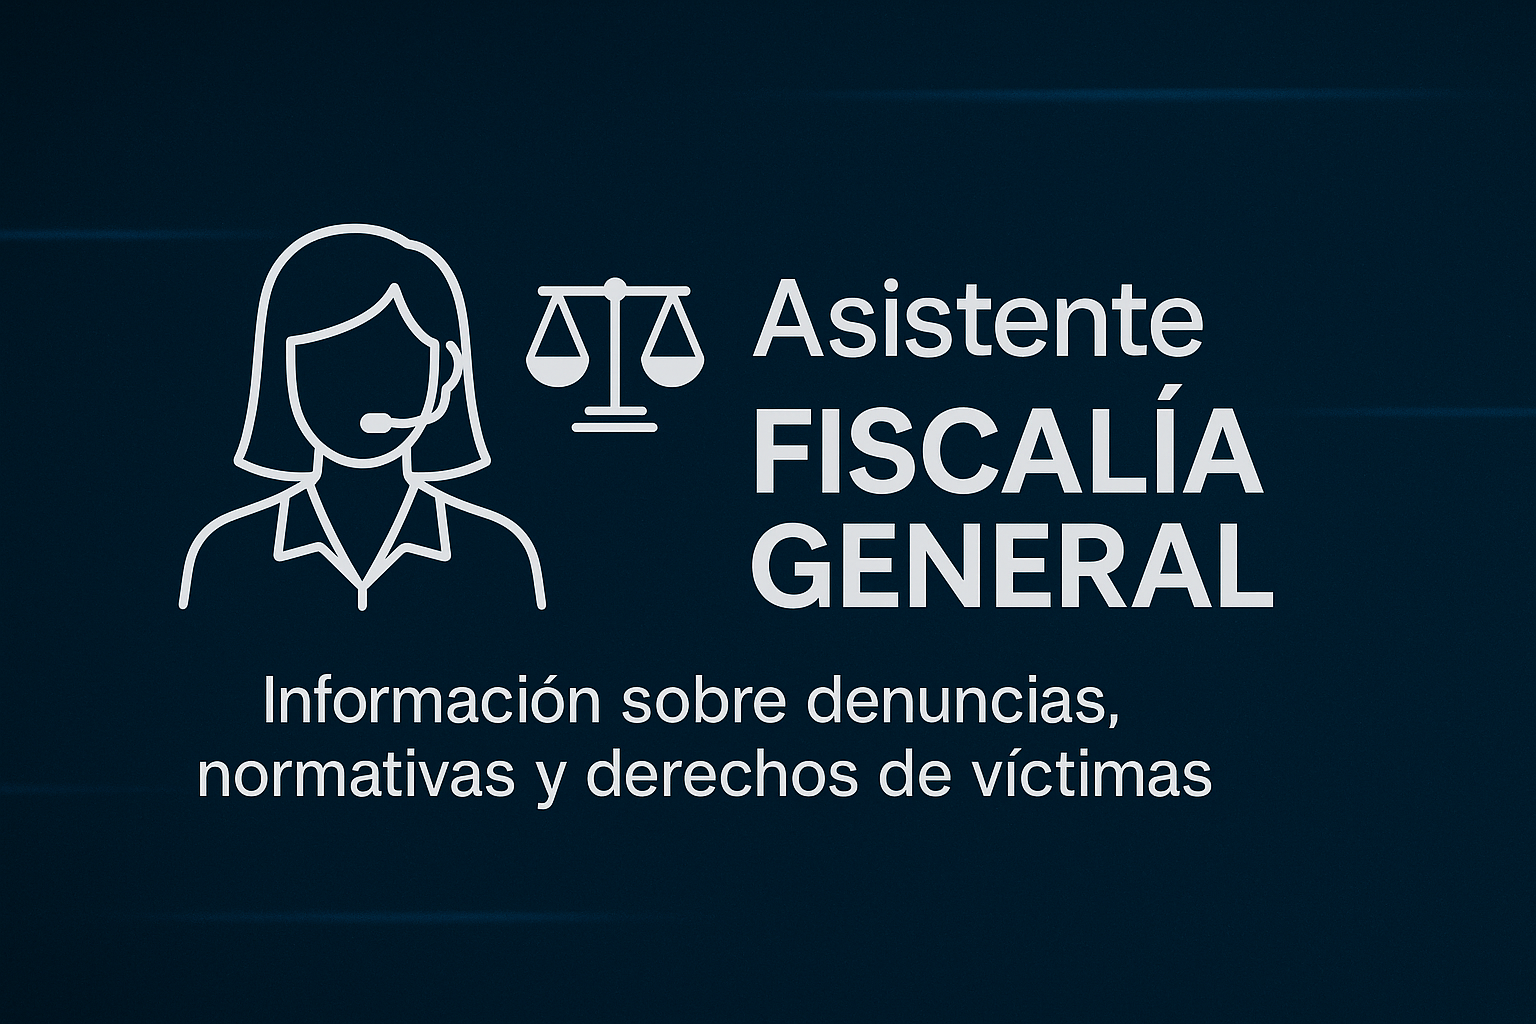 Asistente
FISCALÍA
GENERAL
Información sobre denuncias,
normativas y derechos de víctimas